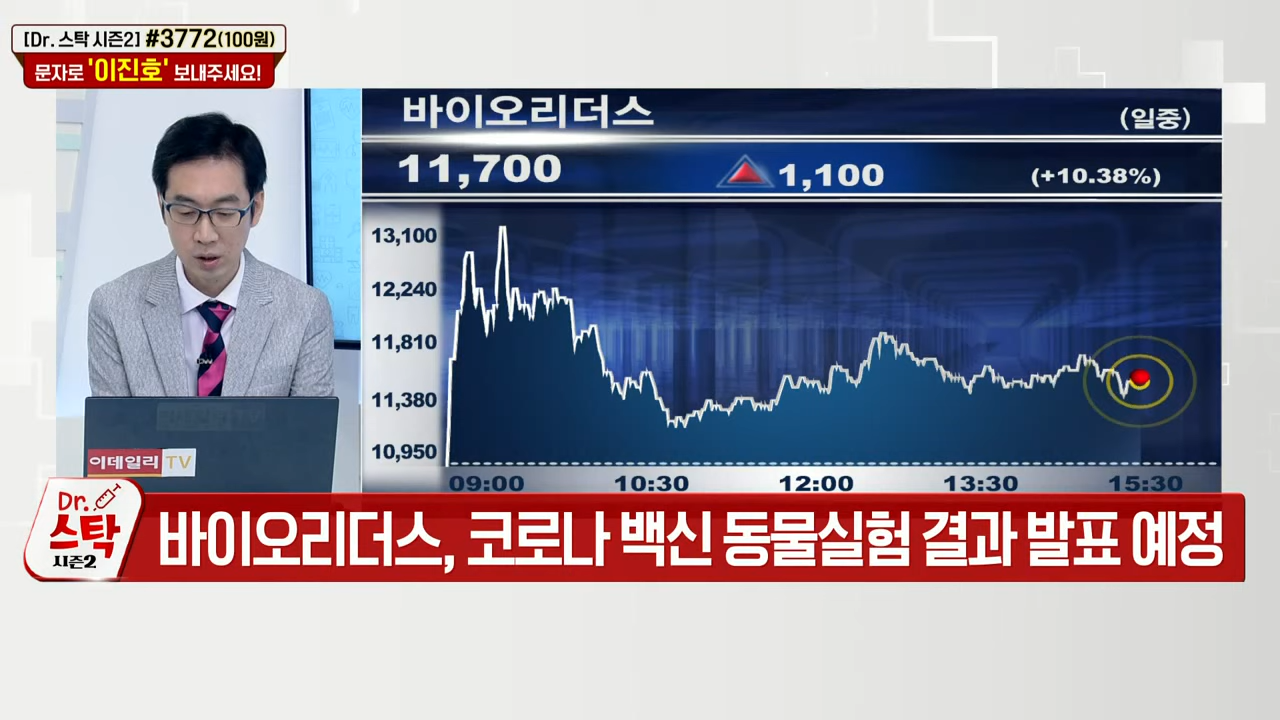 [Dr. 스탁 시즌2] #3772(100원)
문자로 '이진호' 보내주세요!
바이오리더스
(일중)
11,700
1,100
(+10.38%)
13,100
12,240
11,810
11,380
10,950
09:00
10:30
12:00
13:30
15:30
이데일리 TV
Dr.
스탁
시즌2
바이오리더스, 코로나 백신 동물실험 결과 발표 예정